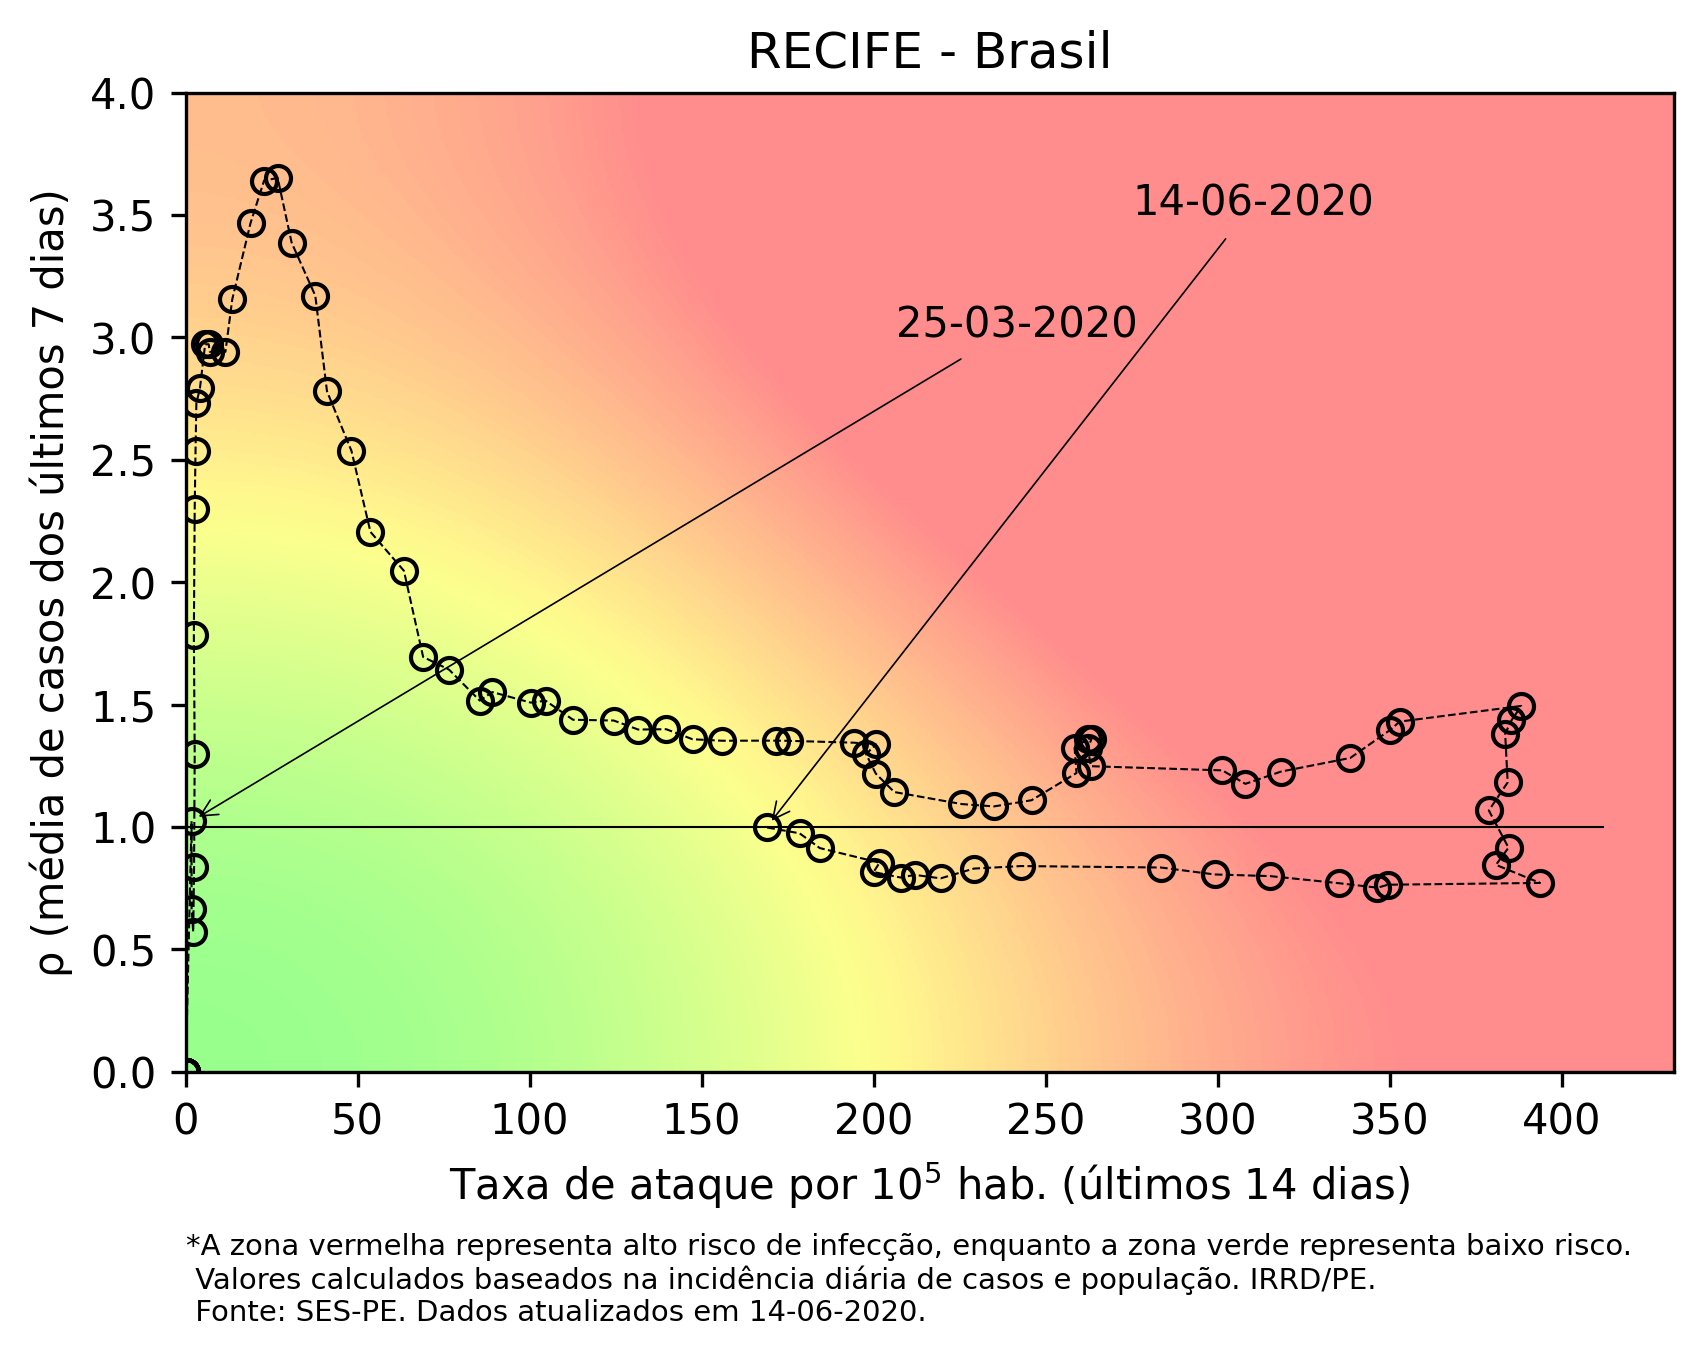 RECIFE - Brasil
4.0
3.5
3.0
2.5
2.0
1.5
1.0
0.5
0.0
ρ (média de casos dos últimos 7 dias)
14-06-2020
25-03-2020
0 50 100 150 200 250 300 350 400
Taxa de ataque por 10⁵ hab. (últimos 14 dias)
*A zona vermelha representa alto risco de infecção, enquanto a zona verde representa baixo risco.
Valores calculados baseados na incidência diária de casos e população. IRRD/PE.
Fonte: SES-PE. Dados atualizados em 14-06-2020.